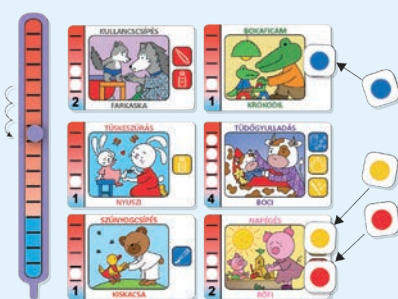 KULLANCSCSÍPÉS
2
FARKASKA
BOKAFICAM
1
KROKODIL
TÜSKESZÚRÁS
1
NYUSZI
TÜDŐGYULLADÁS
4
BOCI
SZÚNYOGCSÍPÉS
1
KISKACSA
NAPÉGÉS
2
RÖFI